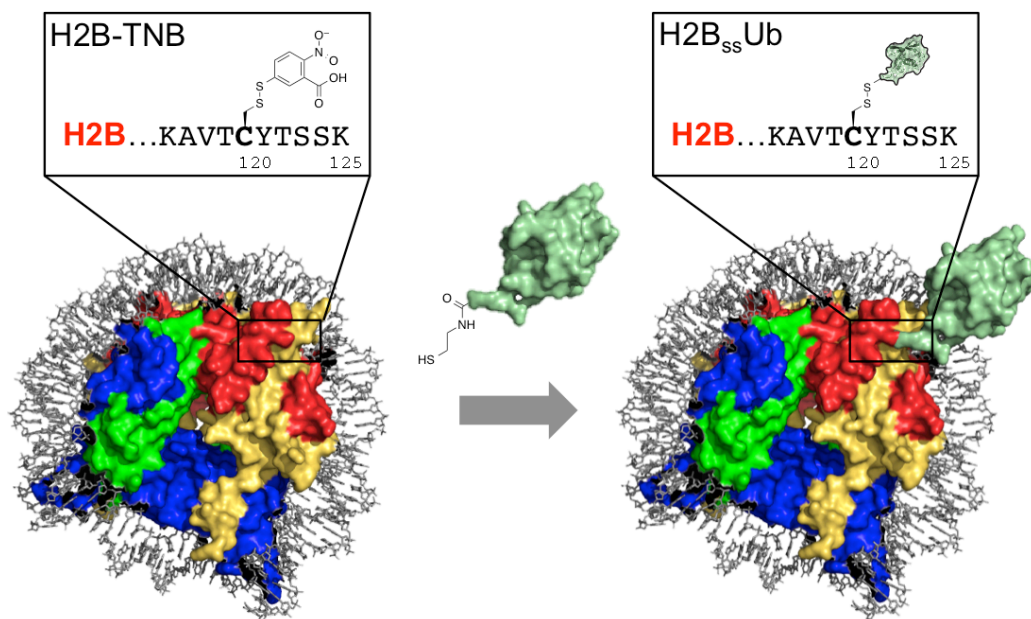 H2B-TNB
O⁻
N⁺
O
OH
O
S
S
H2B...KAVTCYTSSK
120 125
O
NH
HS
H2BssUb
S
S
H2B...KAVTCYTSSK
120 125